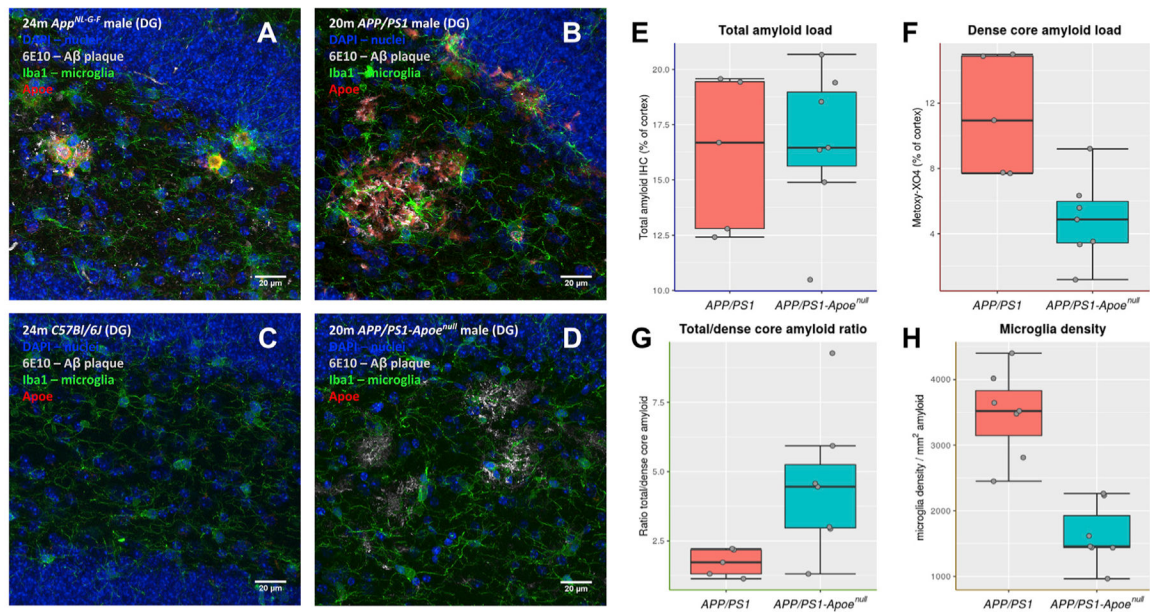 24m App^NL-G-F male (DG)
A
DAPI – nuclei
6E10 – Aβ plaque
Iba1 – microglia
Apoe
20 µm
20m APP/PS1 male (DG)
B
DAPI – nuclei
6E10 – Aβ plaque
Iba1 – microglia
Apoe
20 µm
24m C57Bl/6J (DG)
C
DAPI – nuclei
6E10 – Aβ plaque
Iba1 – microglia
Apoe
20 µm
20m APP/PS1-Apoe^null male (DG)
D
DAPI – nuclei
6E10 – Aβ plaque
Iba1 – microglia
Apoe
20 µm
E
Total amyloid load
Total amyloid IHC (% of cortex)
20.0
17.5
15.0
12.5
10.0
APP/PS1
APP/PS1-Apoe^null
F
Dense core amyloid load
Metoxy-XO4 (% of cortex)
12
8
4
APP/PS1
APP/PS1-Apoe^null
G
Total/dense core amyloid ratio
Ratio total/dense core amyloid
7.5
5.0
2.5
APP/PS1
APP/PS1-Apoe^null
H
Microglia density
microglia density / mm² amyloid
4000
3000
2000
1000
APP/PS1
APP/PS1-Apoe^null